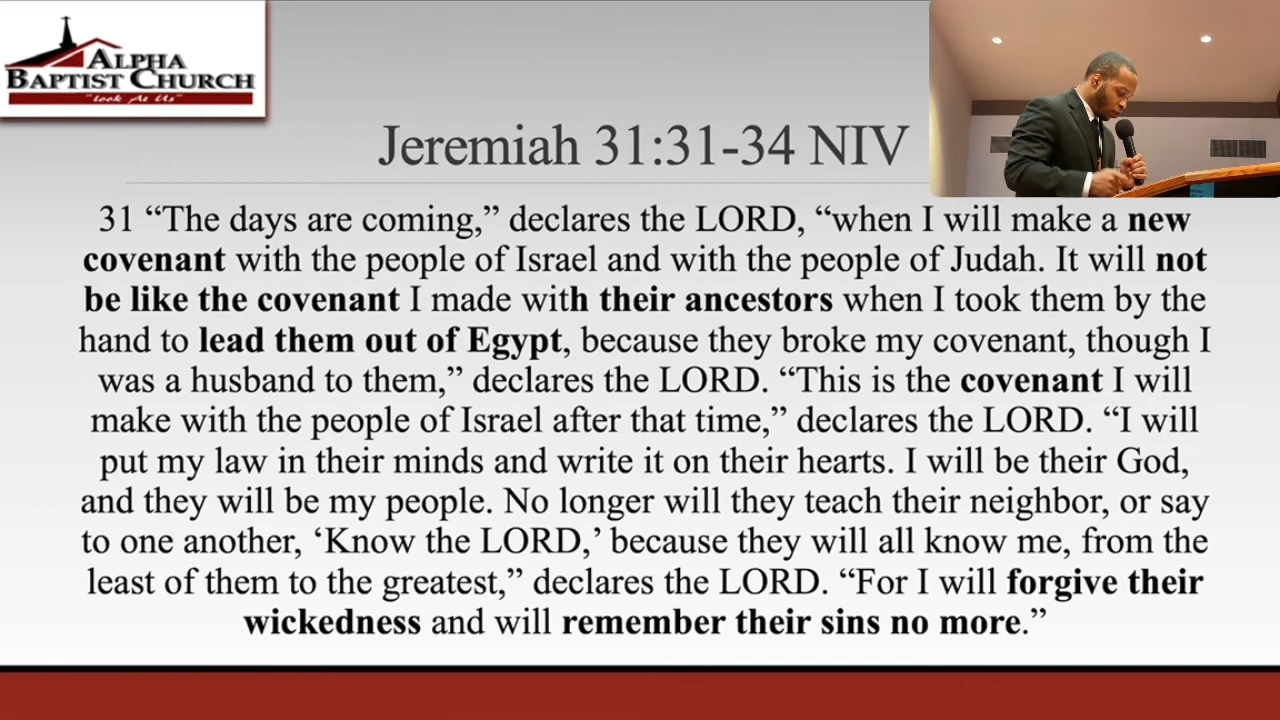 ALPHA
BAPTIST CHURCH
"Look At Us"
Jeremiah 31:31-34 NIV
31 “The days are coming,” declares the LORD, “when I will make a new
covenant with the people of Israel and with the people of Judah. It will not
be like the covenant I made with their ancestors when I took them by the
hand to lead them out of Egypt, because they broke my covenant, though I
was a husband to them,” declares the LORD. “This is the covenant I will
make with the people of Israel after that time,” declares the LORD. “I will
put my law in their minds and write it on their hearts. I will be their God,
and they will be my people. No longer will they teach their neighbor, or say
to one another, ‘Know the LORD,’ because they will all know me, from the
least of them to the greatest,” declares the LORD. “For I will forgive their
wickedness and will remember their sins no more.”